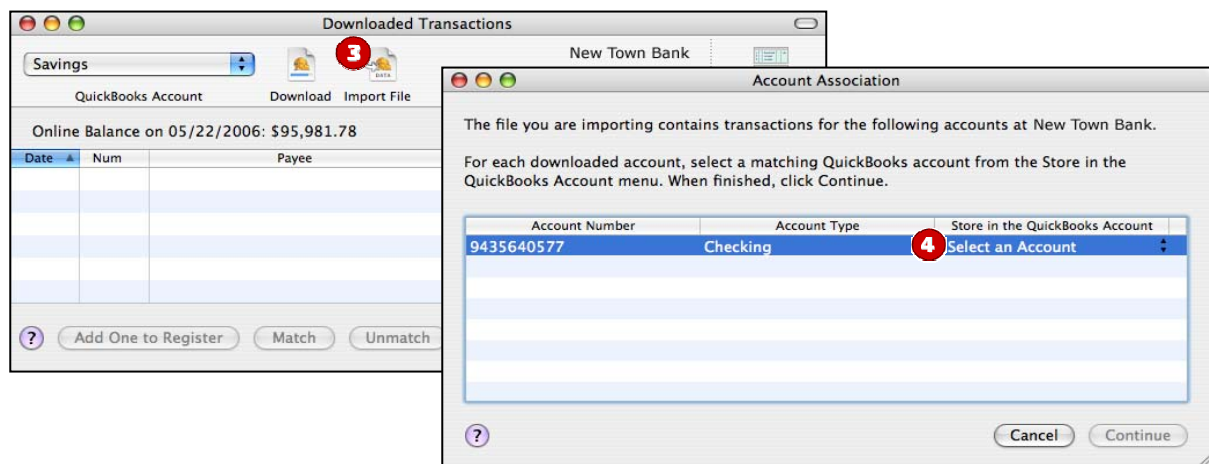 Downloaded Transactions
Savings
3
New Town Bank
QuickBooks Account
Download
Import File
DATA
Online Balance on 05/22/2006: $95,981.78
Date
Num
Payee
?
Add One to Register
Match
Unmatch
Account Association
The file you are importing contains transactions for the following accounts at New Town Bank.
For each downloaded account, select a matching QuickBooks account from the Store in the
QuickBooks Account menu. When finished, click Continue.
Account Number
Account Type
Store in the QuickBooks Account
9435640577
Checking
4
Select an Account
?
Cancel
Continue